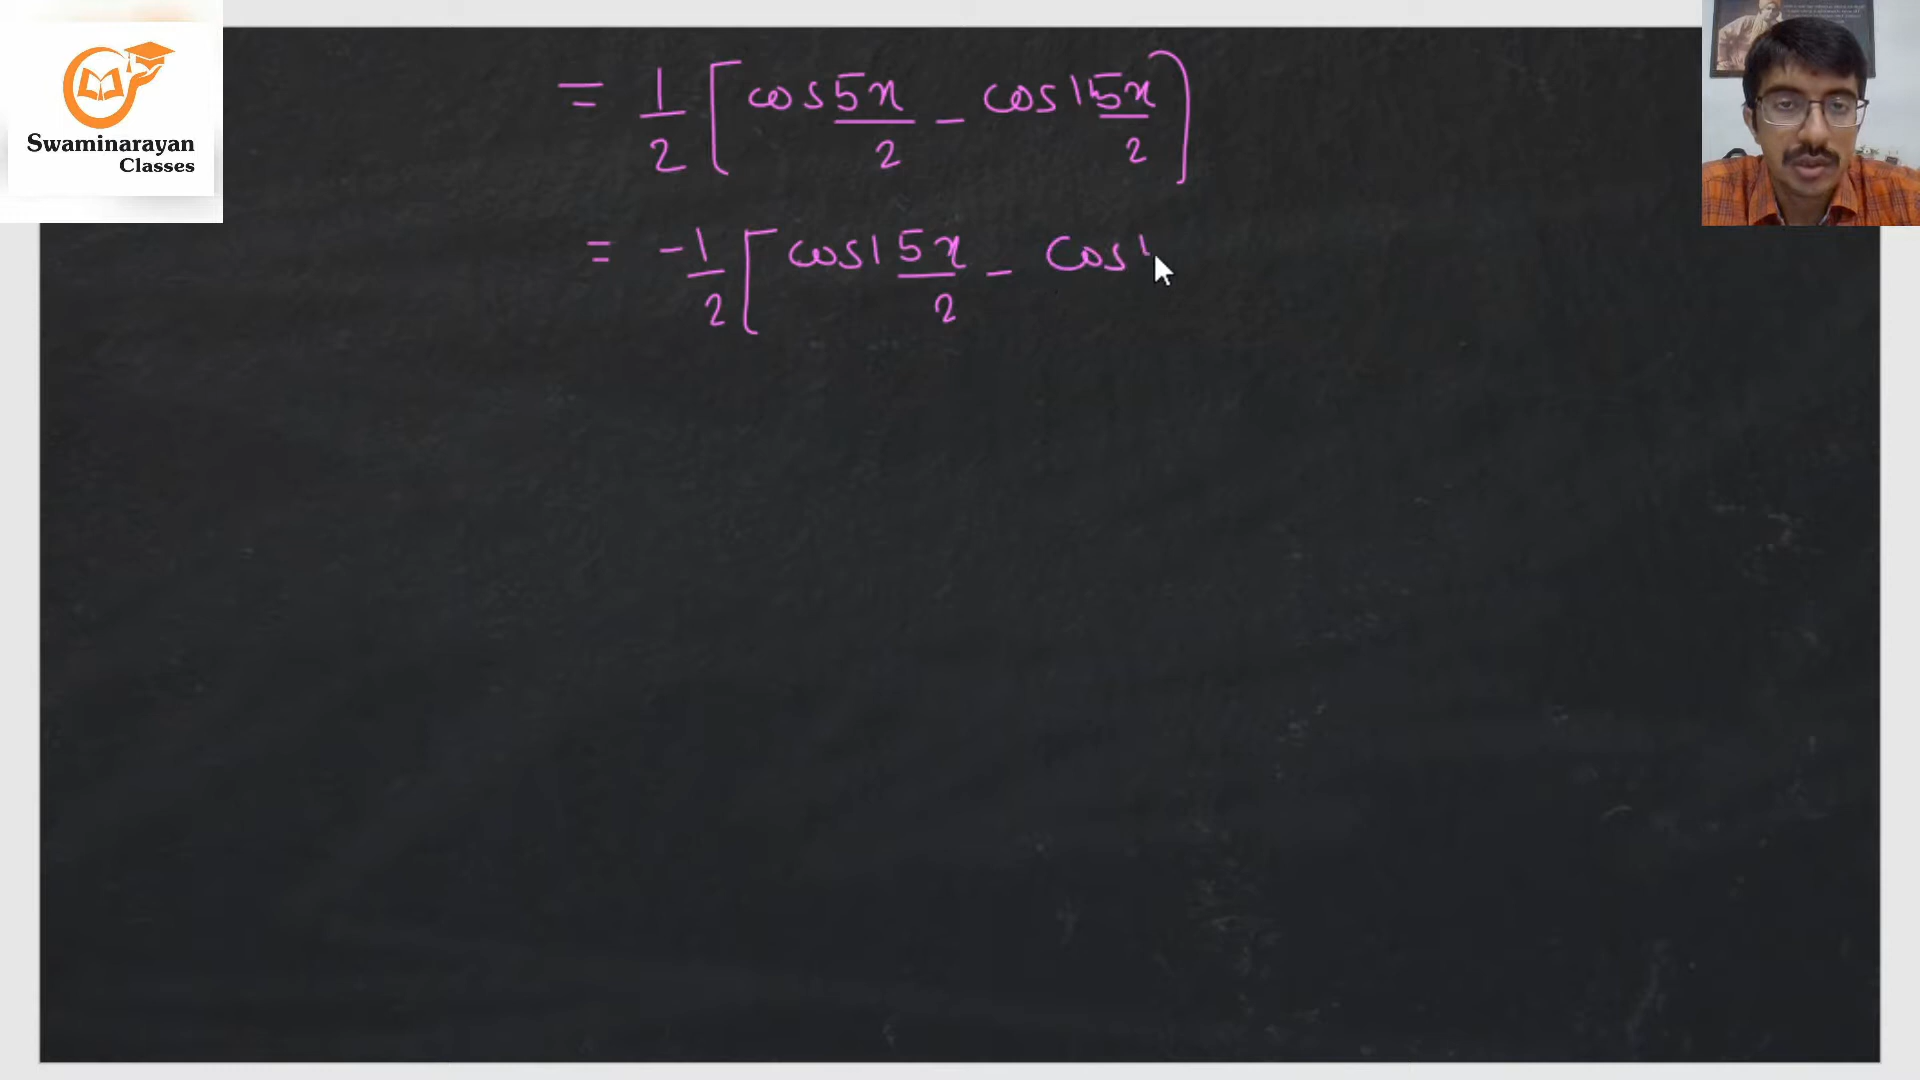 Swaminarayan
Classes
= 1/2 [ cos 5x/2 - cos 15x/2 ]
= -1/2 [ cos 15x/2 - cos